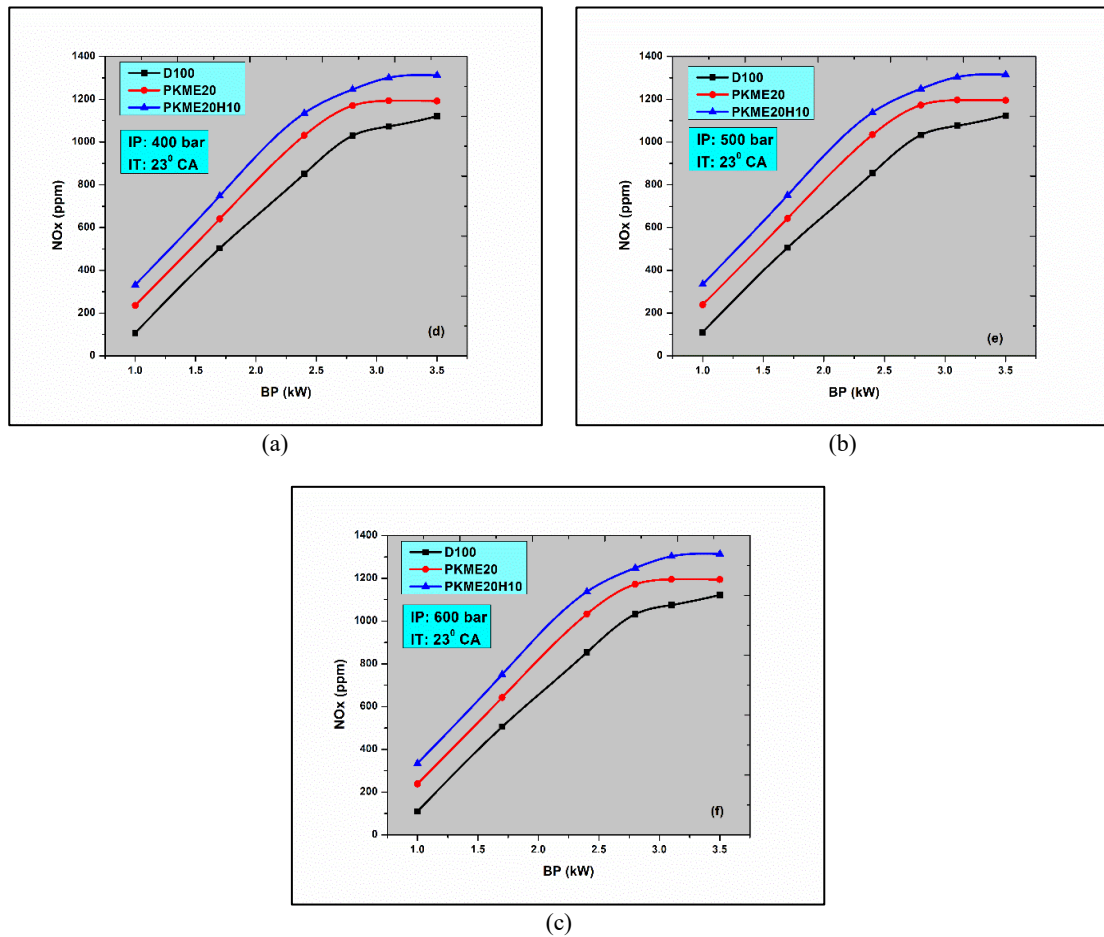 1400
1200
1000
800
600
400
200
0
NOx (ppm)
D100
PKME20
PKME20H10
IP: 400 bar
IT: 23⁰ CA
(d)
1.0 1.5 2.0 2.5 3.0 3.5
BP (kW)
(a)
1400
1200
1000
800
600
400
200
0
NOx (ppm)
D100
PKME20
PKME20H10
IP: 500 bar
IT: 23⁰ CA
(e)
1.0 1.5 2.0 2.5 3.0 3.5
BP (kW)
(b)
1400
1200
1000
800
600
400
200
0
NOx (ppm)
D100
PKME20
PKME20H10
IP: 600 bar
IT: 23⁰ CA
(f)
1.0 1.5 2.0 2.5 3.0 3.5
BP (kW)
(c)